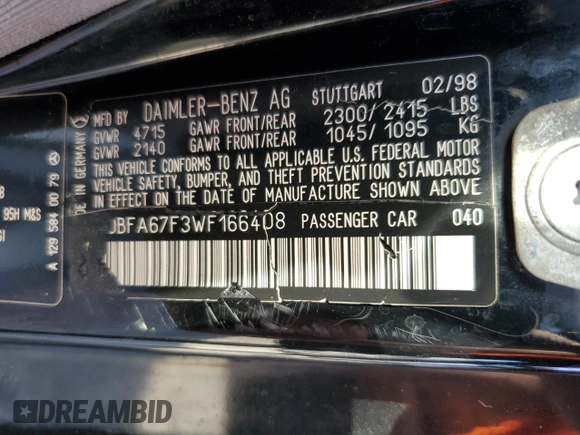 MFD BY DAIMLER-BENZ AG STUTTGART 02/98
GVWR 4715 GAWR FRONT/REAR 2300/2415 LBS
GVWR 2140 GAWR FRONT/REAR 1045/1095 KG
THIS VEHICLE CONFORMS TO ALL APPLICABLE U.S. FEDERAL MOTOR
VEHICLE SAFETY, BUMPER, AND THEFT PREVENTION STANDARDS
IN EFFECT ON THE DATE OF MANUFACTURE SHOWN ABOVE
JBFA67F3WF166408 PASSENGER CAR 040
DE IN GERMANY
A 129 584 00 79
95H M&S
DREAMBID